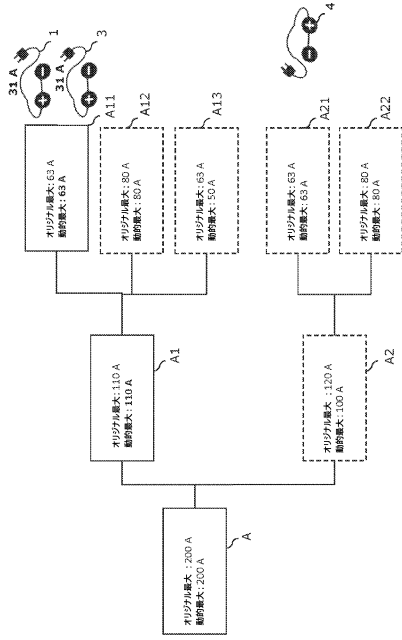 31 A
1
31 A
3
4
A11
オリジナル最大 : 63 A
動的最大 : 63 A
A12
オリジナル最大 : 80 A
動的最大 : 80 A
A13
オリジナル最大 : 63 A
動的最大 : 50 A
A21
オリジナル最大 : 63 A
動的最大 : 63 A
A22
オリジナル最大 : 80 A
動的最大 : 80 A
オリジナル最大 : 110 A
動的最大 : 110 A
A1
オリジナル最大 : 120 A
動的最大 : 100 A
A2
オリジナル最大 : 200 A
動的最大 : 200 A
A